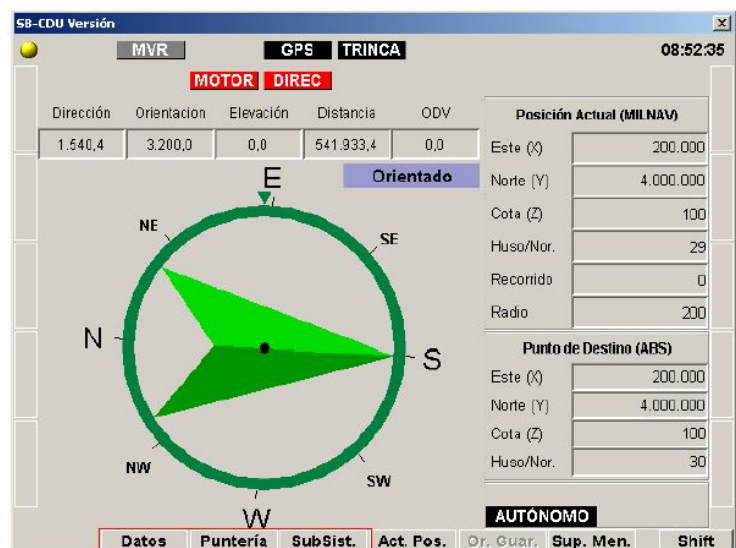 SB-CDU Versión
MVR GPS TRINCA 08:52:35
MOTOR DIREC
Dirección Orientacion Elevación Distancia ODV
1.540,4 3.200,0 0,0 541.933,4 0,0
Orientado
E
NE
SE
N
S
NW
SW
W
Posición Actual (MILNAV)
Este (X) 200.000
Norte (Y) 4.000.000
Cota (Z) 100
Huso/Nor. 29
Recorrido 0
Radio 200
Punto de Destino (ABS)
Este (X) 200.000
Norte (Y) 4.000.000
Cota (Z) 100
Huso/Nor. 30
AUTÓNOMO
Datos Puntería SubSist. Act. Pos. Or. Guar. Sup. Men. Shift